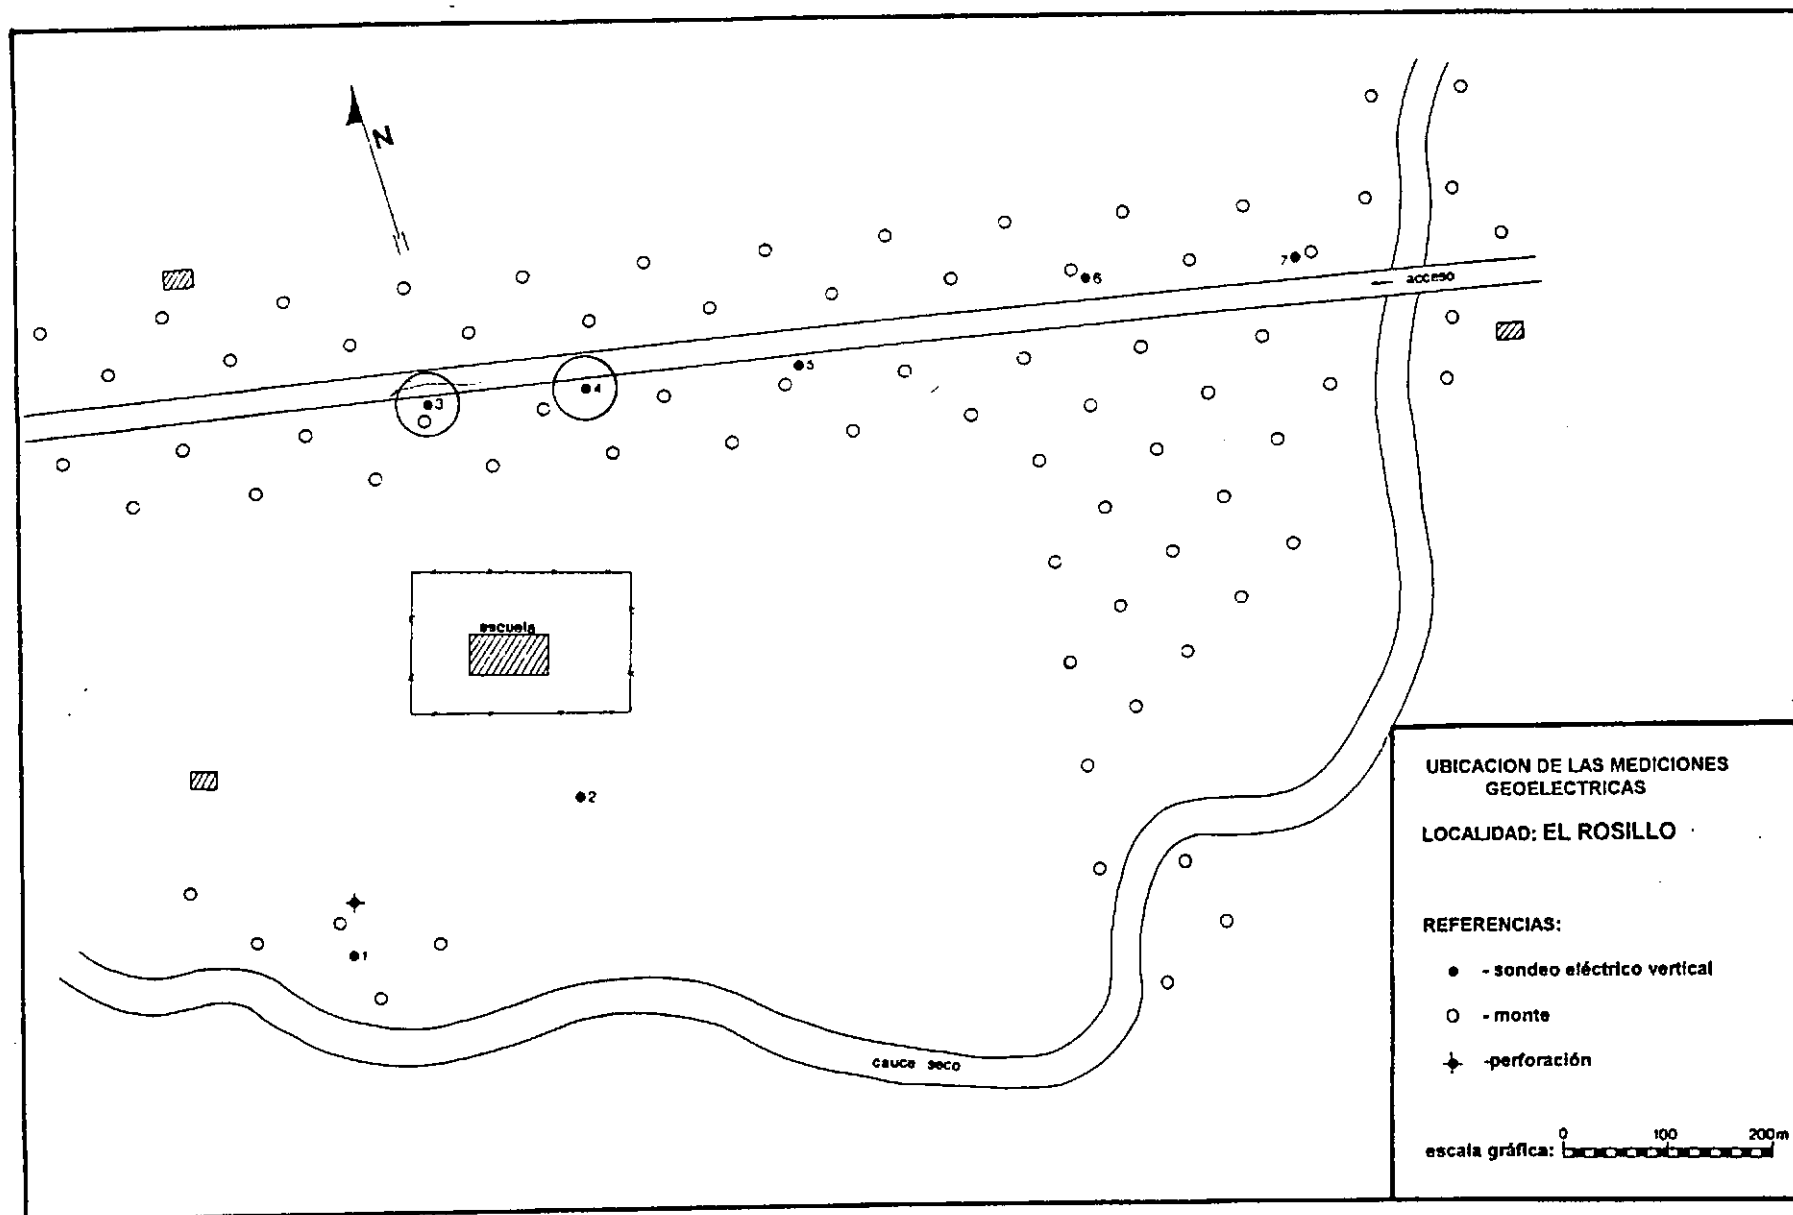 N
7
6
acceso
5
4
3
escuela
2
1
cauce seco
UBICACION DE LAS MEDICIONES
GEOELECTRICAS
LOCALIDAD: EL ROSILLO
REFERENCIAS:
- sondeo eléctrico vertical
- monte
-perforación
0 100 200m
escala gráfica: